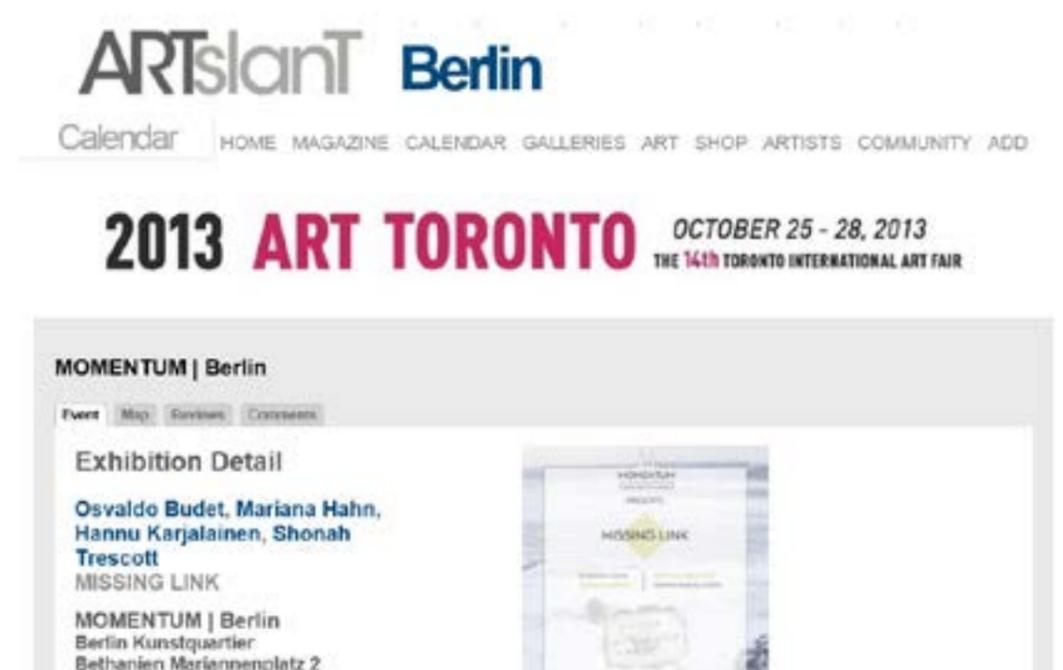 ARTslanT Berlin
Calendar HOME MAGAZINE CALENDAR GALLERIES ART SHOP ARTISTS COMMUNITY ADD
2013 ART TORONTO OCTOBER 25 - 28, 2013
THE 14th TORONTO INTERNATIONAL ART FAIR
MOMENTUM | Berlin
Event Map Reviews Comments
Exhibition Detail
Osvaldo Budet, Mariana Hahn,
Hannu Karjalainen, Shonah
Trescott
MISSING LINK
MOMENTUM | Berlin
Berlin Kunstquartier
Bethanien Mariannenplatz 2
MOMENTUM
MISSING LINK